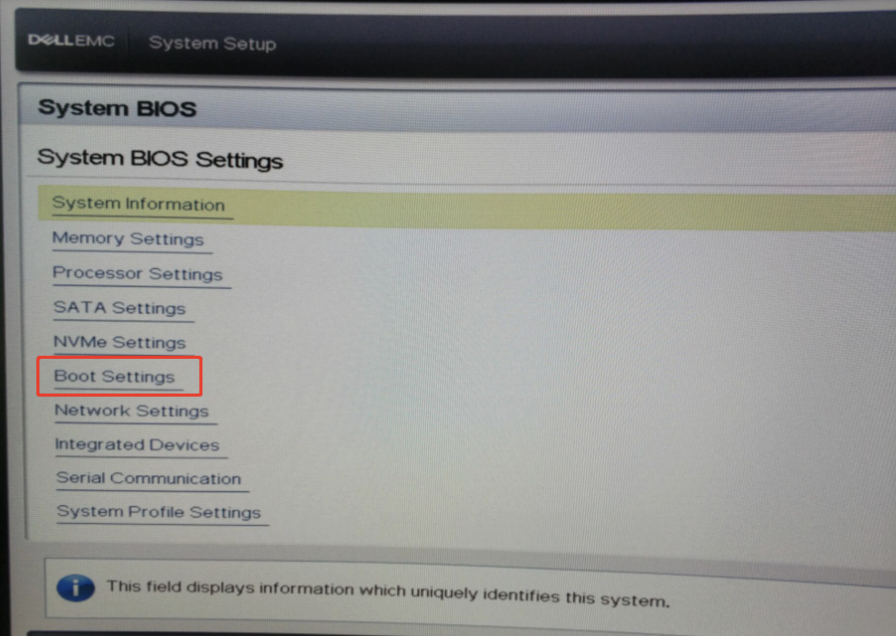 DELLEMC System Setup
System BIOS
System BIOS Settings
System Information
Memory Settings
Processor Settings
SATA Settings
NVMe Settings
Boot Settings
Network Settings
Integrated Devices
Serial Communication
System Profile Settings
This field displays information which uniquely identifies this system.